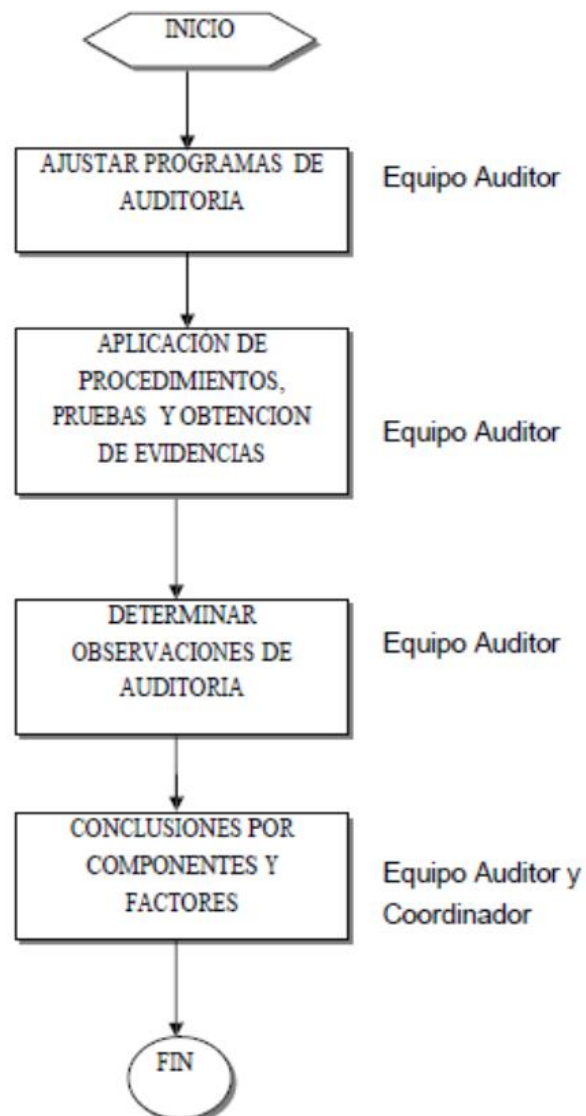 INICIO
AJUSTAR PROGRAMAS DE
AUDITORIA
Equipo Auditor
APLICACIÓN DE
PROCEDIMIENTOS,
PRUEBAS Y OBTENCION
DE EVIDENCIAS
Equipo Auditor
DETERMINAR
OBSERVACIONES DE
AUDITORIA
Equipo Auditor
CONCLUSIONES POR
COMPONENTES Y
FACTORES
Equipo Auditor y
Coordinador
FIN